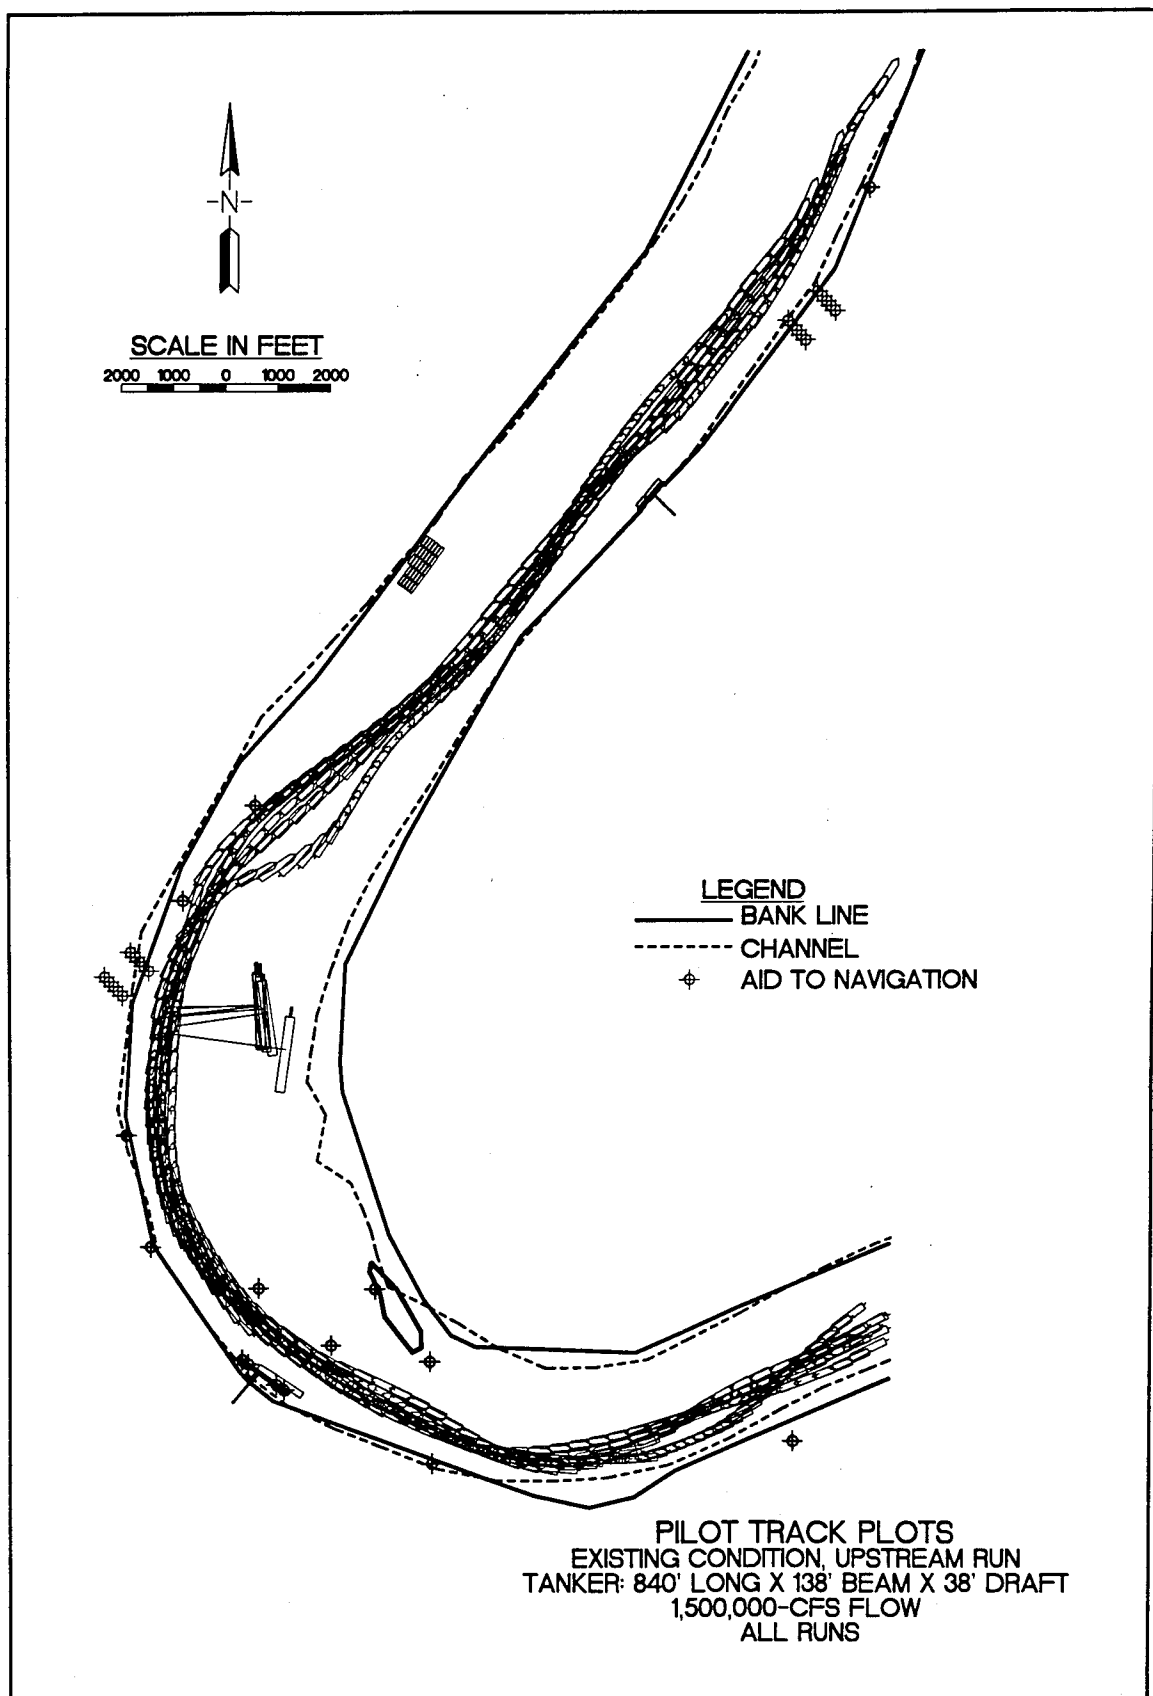 -N-
SCALE IN FEET
2000 1000 0 1000 2000
LEGEND
BANK LINE
CHANNEL
AID TO NAVIGATION
PILOT TRACK PLOTS
EXISTING CONDITION, UPSTREAM RUN
TANKER: 840' LONG X 138' BEAM X 38' DRAFT
1,500,000-CFS FLOW
ALL RUNS